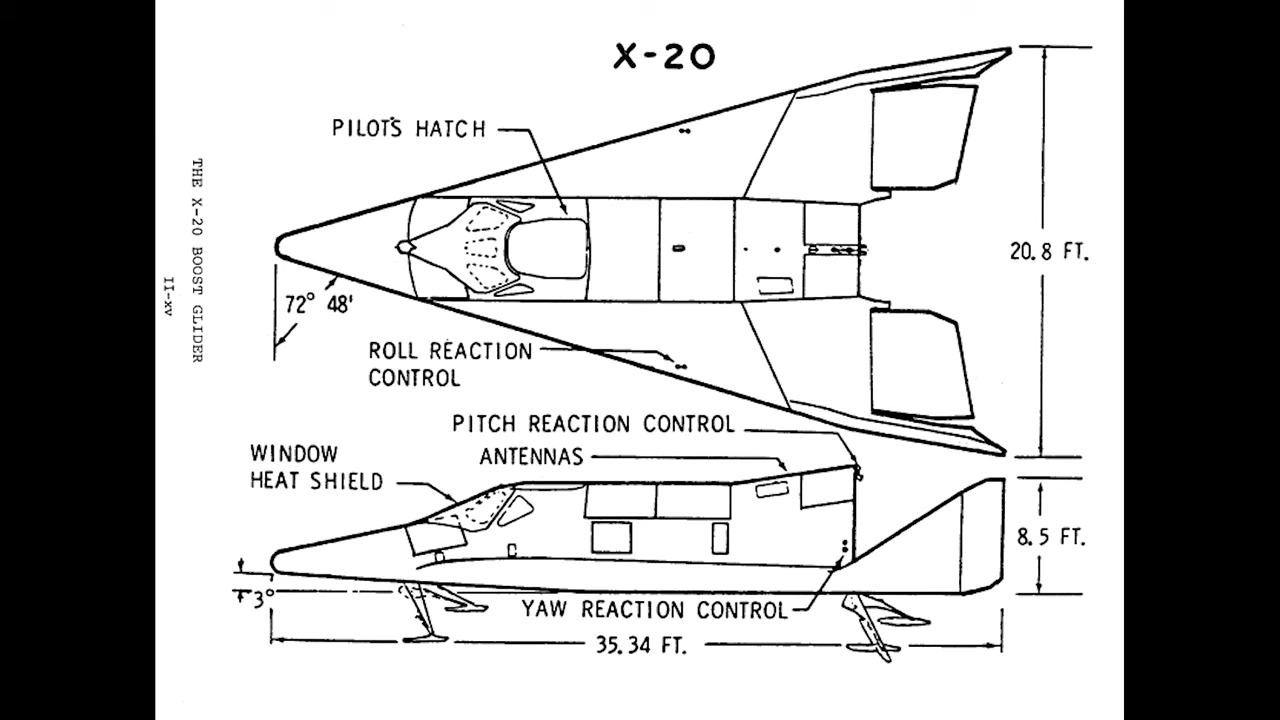 X-20
PILOTS HATCH
THE X-20 BOOST GLIDER
II-xv
20.8 FT.
72° 48'
ROLL REACTION
CONTROL
PITCH REACTION CONTROL
WINDOW
HEAT SHIELD
ANTENNAS
8.5 FT.
3°
YAW REACTION CONTROL
35.34 FT.